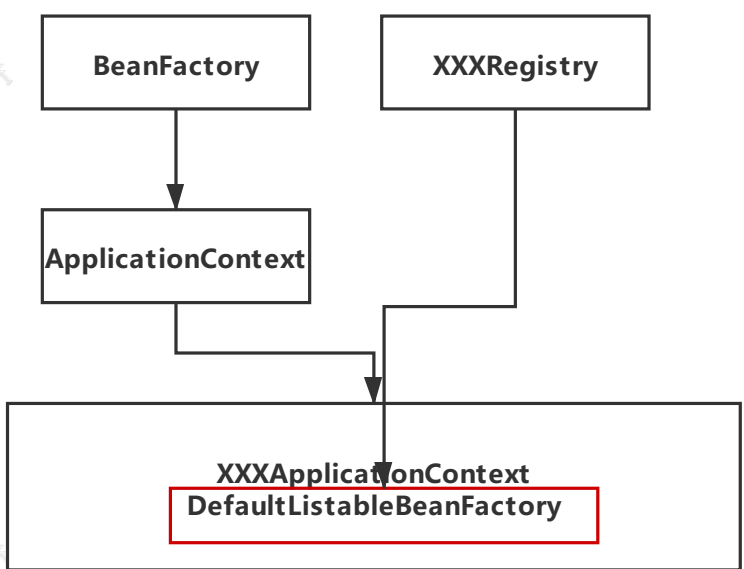 BeanFactory
XXXRegistry
ApplicationContext
XXXApplicationContext
DefaultListableBeanFactory